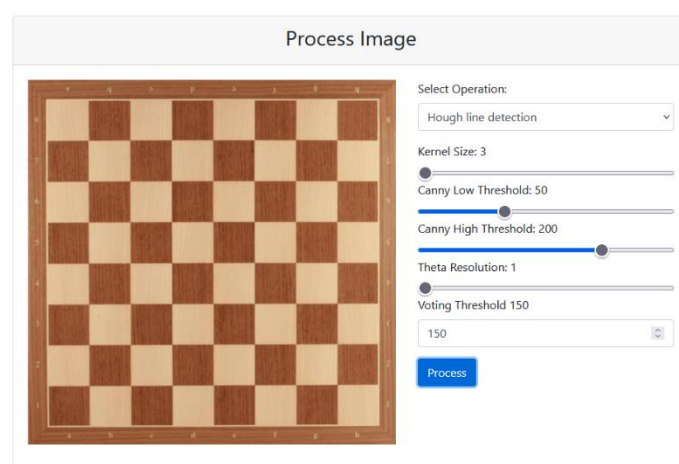 Process Image
Select Operation:
Hough line detection
Kernel Size: 3
Canny Low Threshold: 50
Canny High Threshold: 200
Theta Resolution: 1
Voting Threshold 150
150
Process